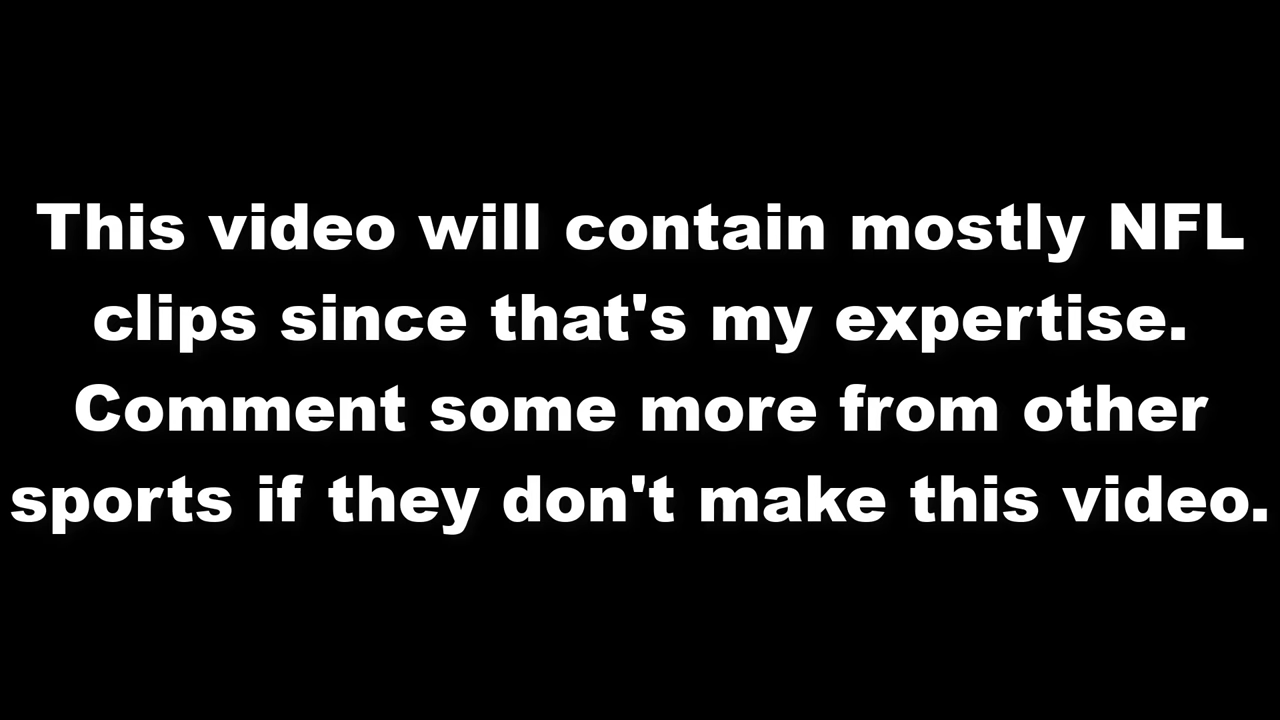 This video will contain mostly NFL
clips since that's my expertise.
Comment some more from other
sports if they don't make this video.